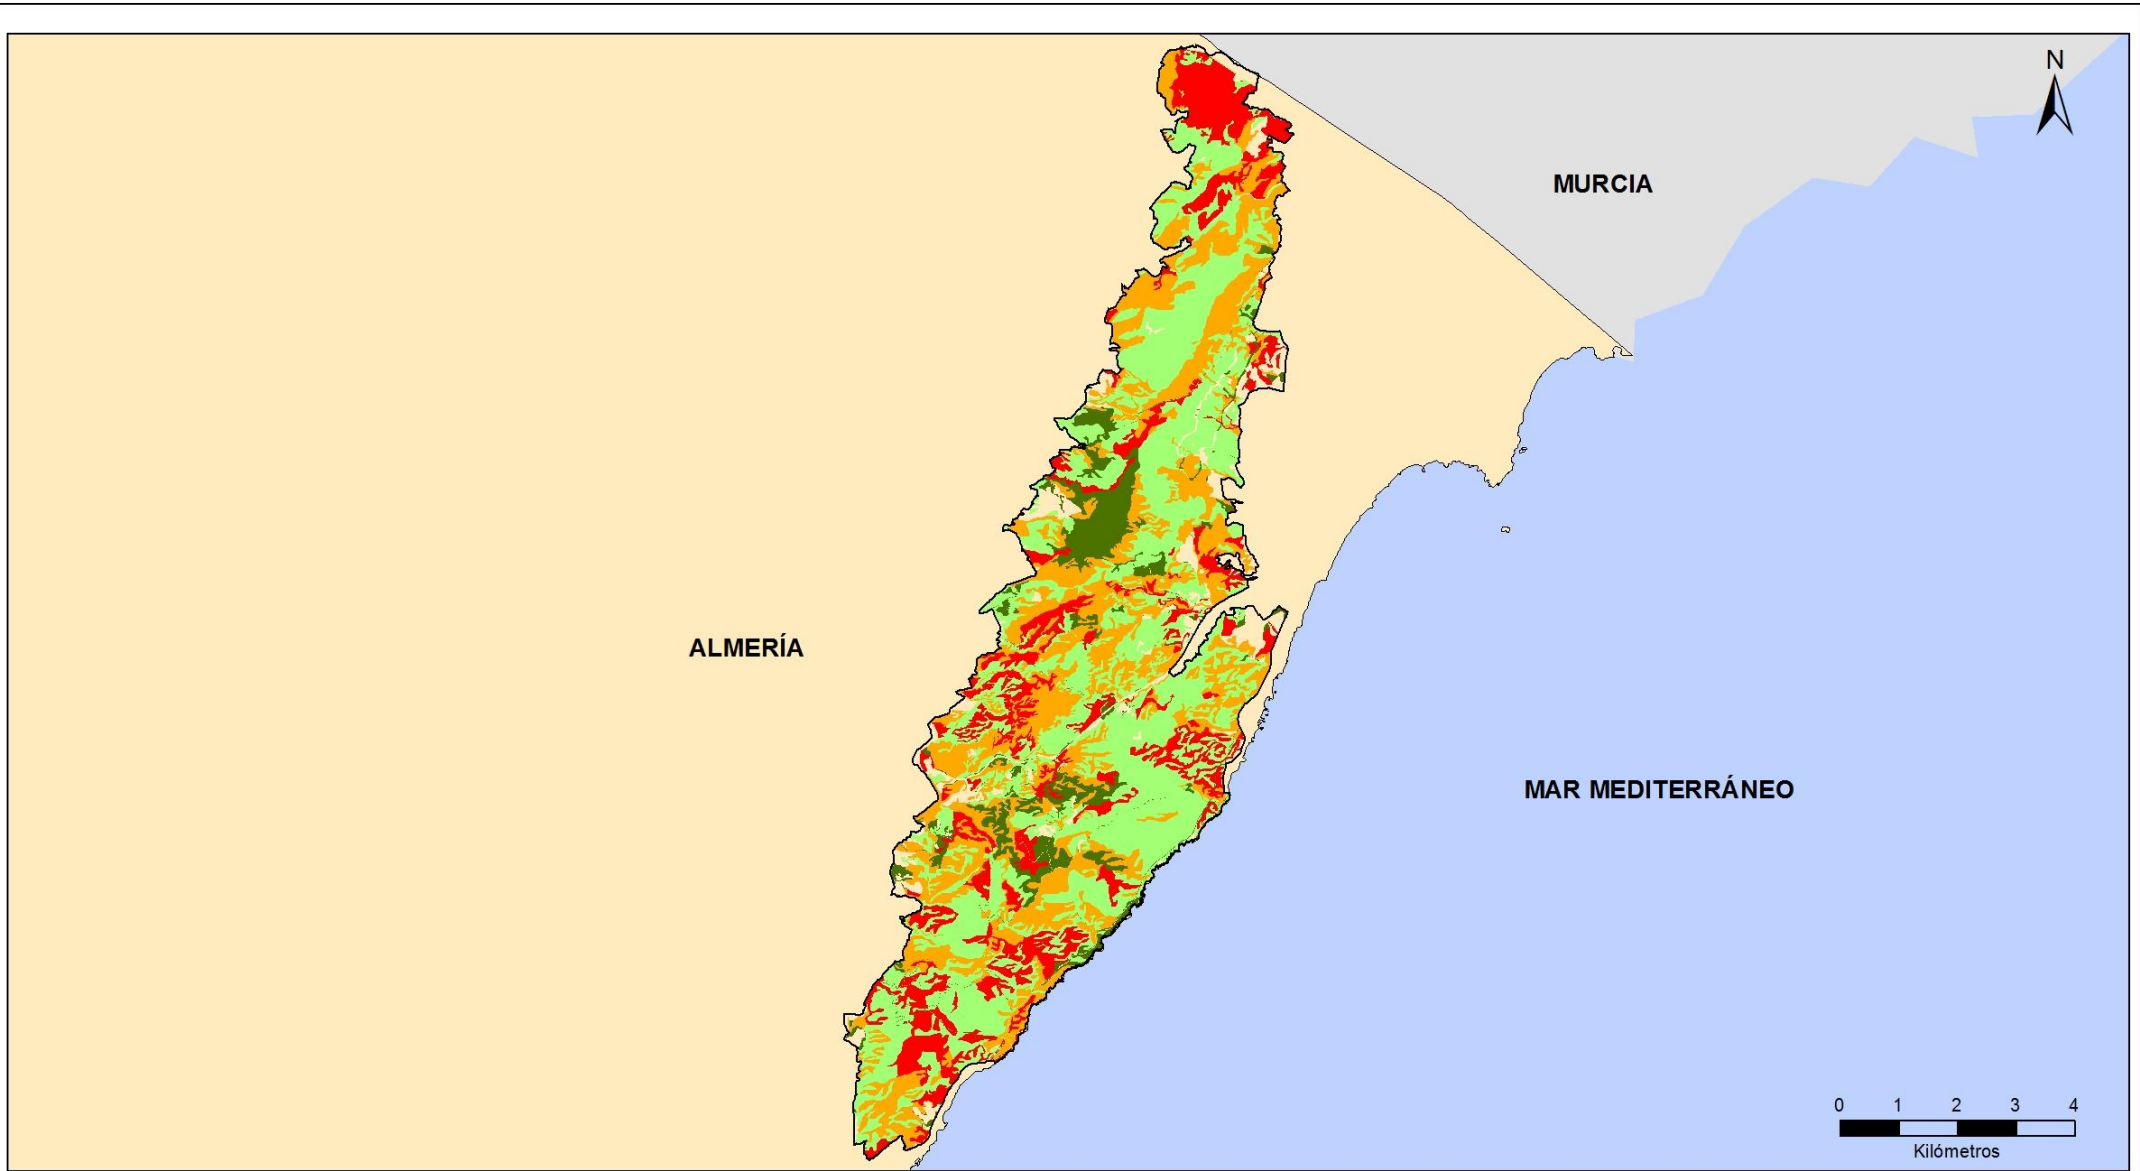 N
MURCIA
ALMERÍA
MAR MEDITERRÁNEO
0 1 2 3 4
Kilómetros